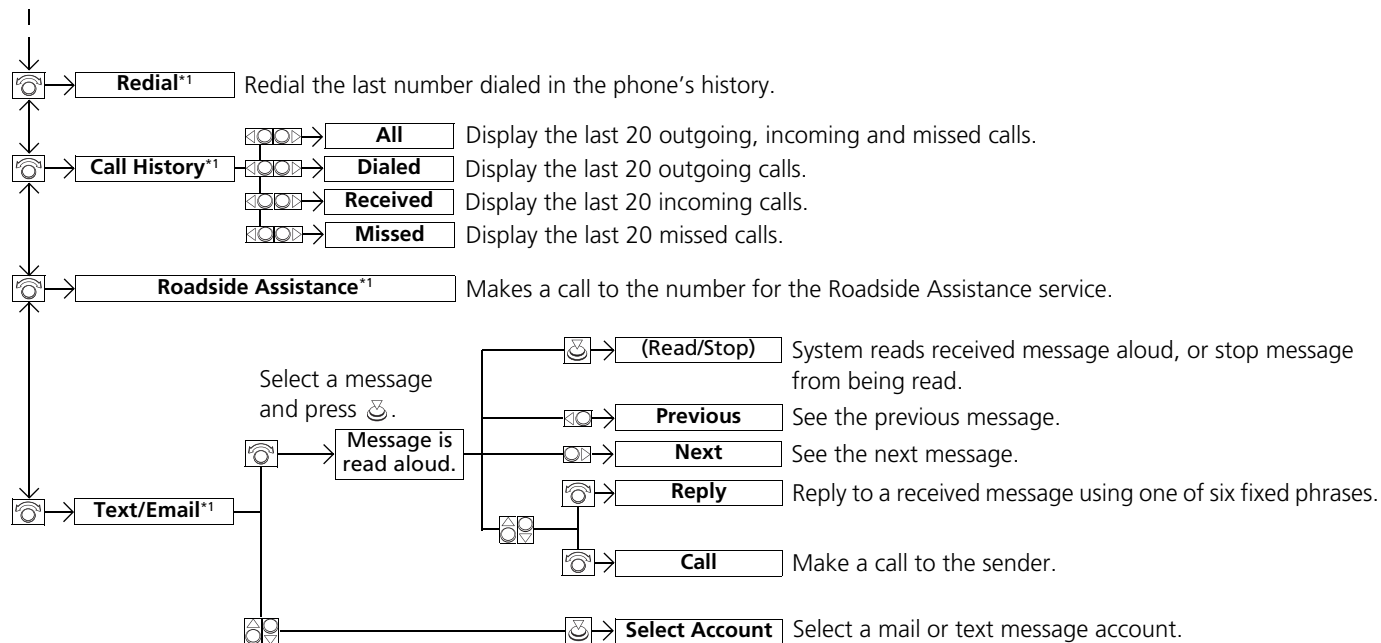 Redial*1 Redial the last number dialed in the phone's history.
All Display the last 20 outgoing, incoming and missed calls.
Call History*1 Dialed Display the last 20 outgoing calls.
Received Display the last 20 incoming calls.
Missed Display the last 20 missed calls.
Roadside Assistance*1 Makes a call to the number for the Roadside Assistance service.
(Read/Stop) System reads received message aloud, or stop message
from being read.
Select a message
and press .
Previous See the previous message.
Message is
read aloud.
Next See the next message.
Reply Reply to a received message using one of six fixed phrases.
Text/Email*1
Call Make a call to the sender.
Select Account Select a mail or text message account.